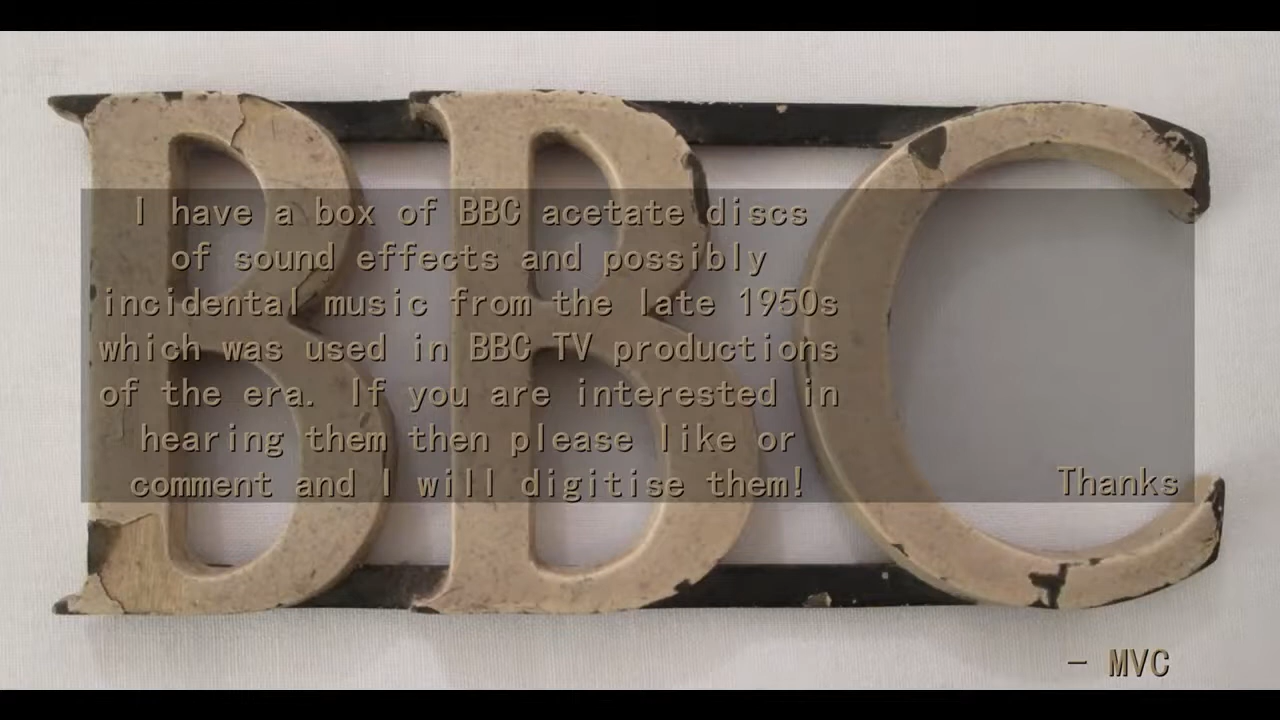 BBC
I have a box of BBC acetate discs
of sound effects and possibly
incidental music from the late 1950s
which was used in BBC TV productions
of the era. If you are interested in
hearing them then please like or
comment and I will digitise them!
Thanks
- MVC